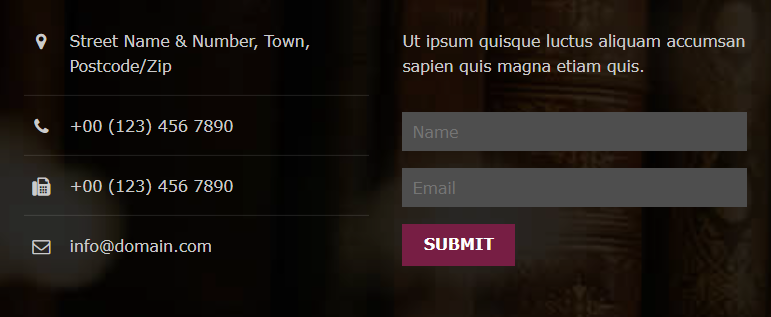 Street Name & Number, Town,
Postcode/Zip
+00 (123) 456 7890
+00 (123) 456 7890
info@domain.com
Ut ipsum quisque luctus aliquam accumsan
sapien quis magna etiam quis.
Name
Email
SUBMIT